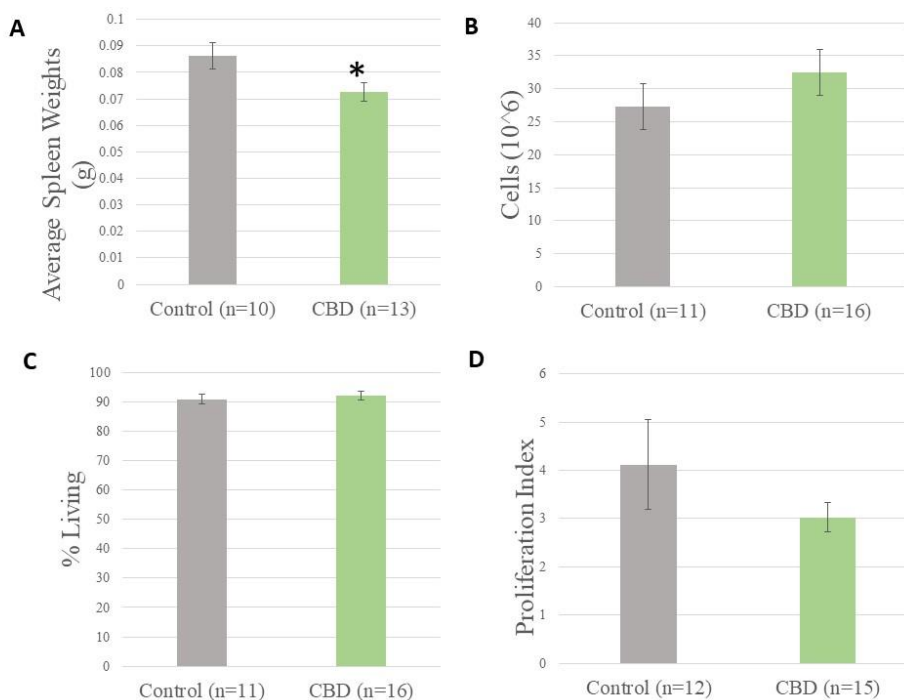 A
Average Spleen Weights
(g)
0.1
0.09
0.08
0.07
0.06
0.05
0.04
0.03
0.02
0.01
0
*
Control (n=10)
CBD (n=13)
B
Cells (10^6)
40
35
30
25
20
15
10
5
0
Control (n=11)
CBD (n=16)
C
% Living
100
90
80
70
60
50
40
30
20
10
0
Control (n=11)
CBD (n=16)
D
Proliferation Index
6
5
4
3
2
1
0
Control (n=12)
CBD (n=15)